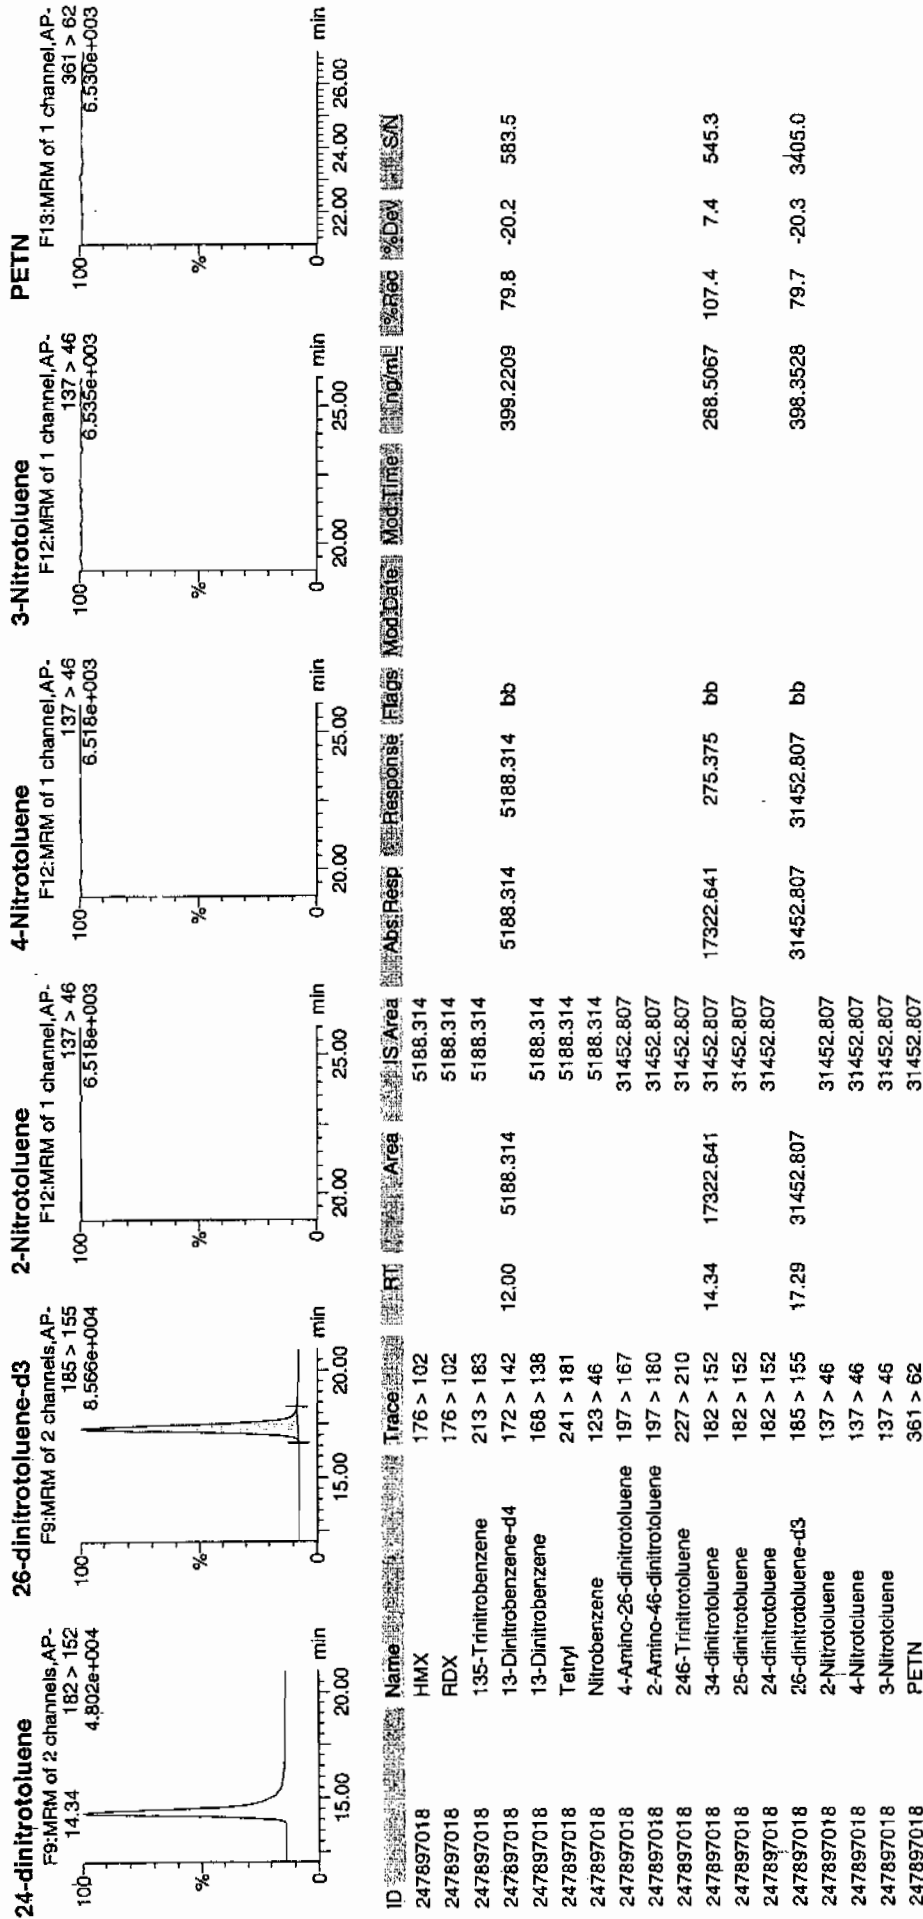 24-dinitrotoluene
F9:MRM of 2 channels,AP-
14.34 182 > 152
4.802e+004
100
%
0
15.00 20.00 min
26-dinitrotoluene-d3
F9:MRM of 2 channels,AP-
185 > 155
8.566e+004
100
%
0
15.00 20.00 min
2-Nitrotoluene
F12:MRM of 1 channel,AP-
137 > 46
6.518e+003
100
%
0
20.00 25.00 min
4-Nitrotoluene
F12:MRM of 1 channel,AP-
137 > 46
6.518e+003
100
%
0
20.00 25.00 min
3-Nitrotoluene
F12:MRM of 1 channel,AP-
137 > 46
6.535e+003
100
%
0
20.00 25.00 min
PETN
F13:MRM of 1 channel,AP-
361 > 62
6.530e+003
100
%
0
22.00 24.00 26.00 min
ID Name Trace RT Area IS Area Abs.Resp Response Flags Mod.Date Mod.Time ng/mL %Rec %Dev S/N
247897018 HMX 176 > 102 5188.314
247897018 RDX 176 > 102 5188.314
247897018 135-Trinitrobenzene 213 > 183 5188.314
247897018 13-Dinitrobenzene-d4 172 > 142 12.00 5188.314 5188.314 5188.314 bb 399.2209 79.8 -20.2 583.5
247897018 13-Dinitrobenzene 168 > 138 5188.314
247897018 Tetryl 241 > 181 5188.314
247897018 Nitrobenzene 123 > 46 5188.314
247897018 4-Amino-26-dinitrotoluene 197 > 167 31452.807
247897018 2-Amino-46-dinitrotoluene 197 > 180 31452.807
247897018 246-Trinitrotoluene 227 > 210 31452.807
247897018 34-dinitrotoluene 182 > 152 14.34 17322.641 31452.807 17322.641 275.375 bb 268.5067 107.4 7.4 545.3
247897018 26-dinitrotoluene 182 > 152 31452.807
247897018 24-dinitrotoluene 182 > 152 31452.807
247897018 26-dinitrotoluene-d3 185 > 155 17.29 31452.807 31452.807 31452.807 bb 398.3528 79.7 -20.3 3405.0
247897018 2-Nitrotoluene 137 > 46 31452.807
247897018 4-Nitrotoluene 137 > 46 31452.807
247897018 3-Nitrotoluene 137 > 46 31452.807
247897018 PETN 361 > 62 31452.807